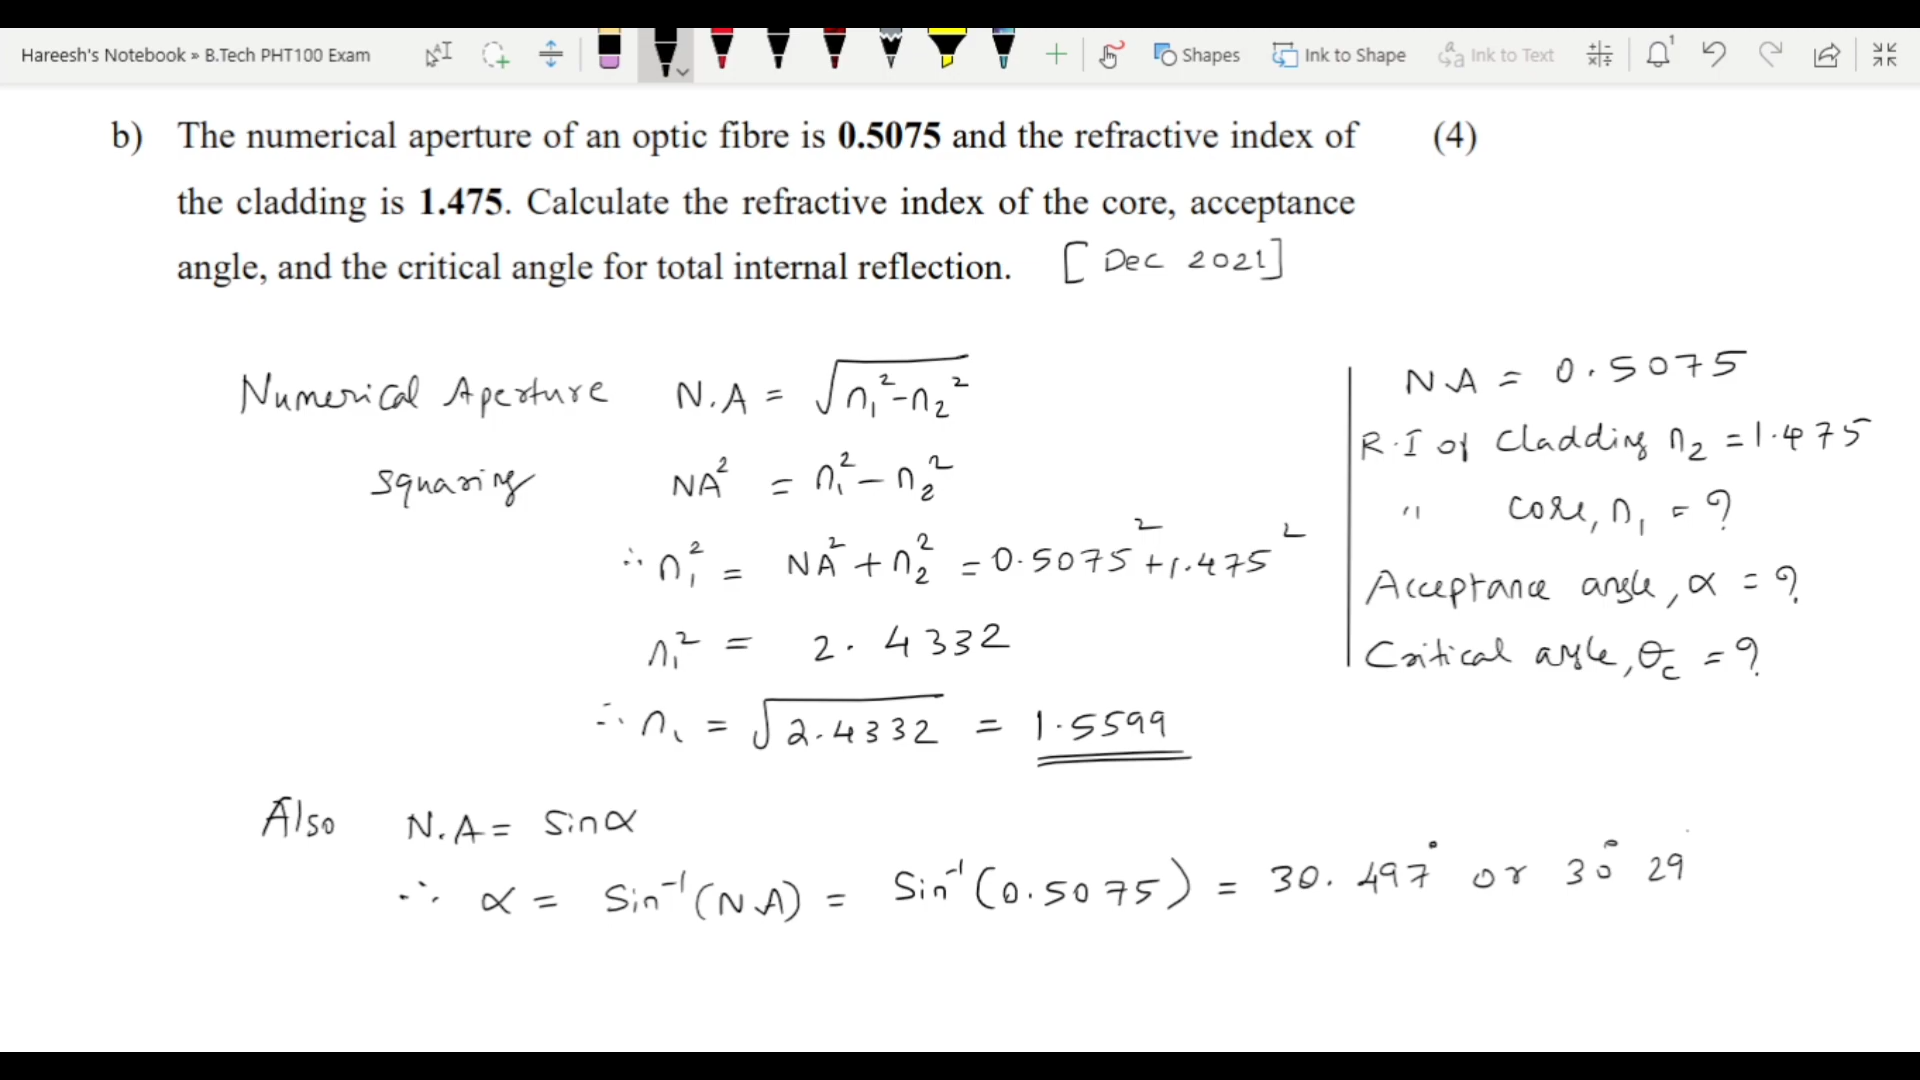 Hareesh's Notebook » B.Tech PHT100 Exam
Shapes
Ink to Shape
Ink to Text
1
b) The numerical aperture of an optic fibre is 0.5075 and the refractive index of (4)
the cladding is 1.475. Calculate the refractive index of the core, acceptance
angle, and the critical angle for total internal reflection. [Dec 2021]
Numerical Aperture N.A = √(n₁²-n₂²)
Squaring NA² = n₁² - n₂²
∴ n₁² = NA² + n₂² = 0.5075² + 1.475²
n₁² = 2.4332
∴ n₁ = √2.4332 = 1.5599
Also N.A = Sinα
∴ α = Sin⁻¹(NA) = Sin⁻¹(0.5075) = 30.497° or 30° 29
NA = 0.5075
R.I of Cladding n₂ = 1.475
" Core, n₁ = ?
Acceptance angle, α = ?
Critical angle, θc = ?